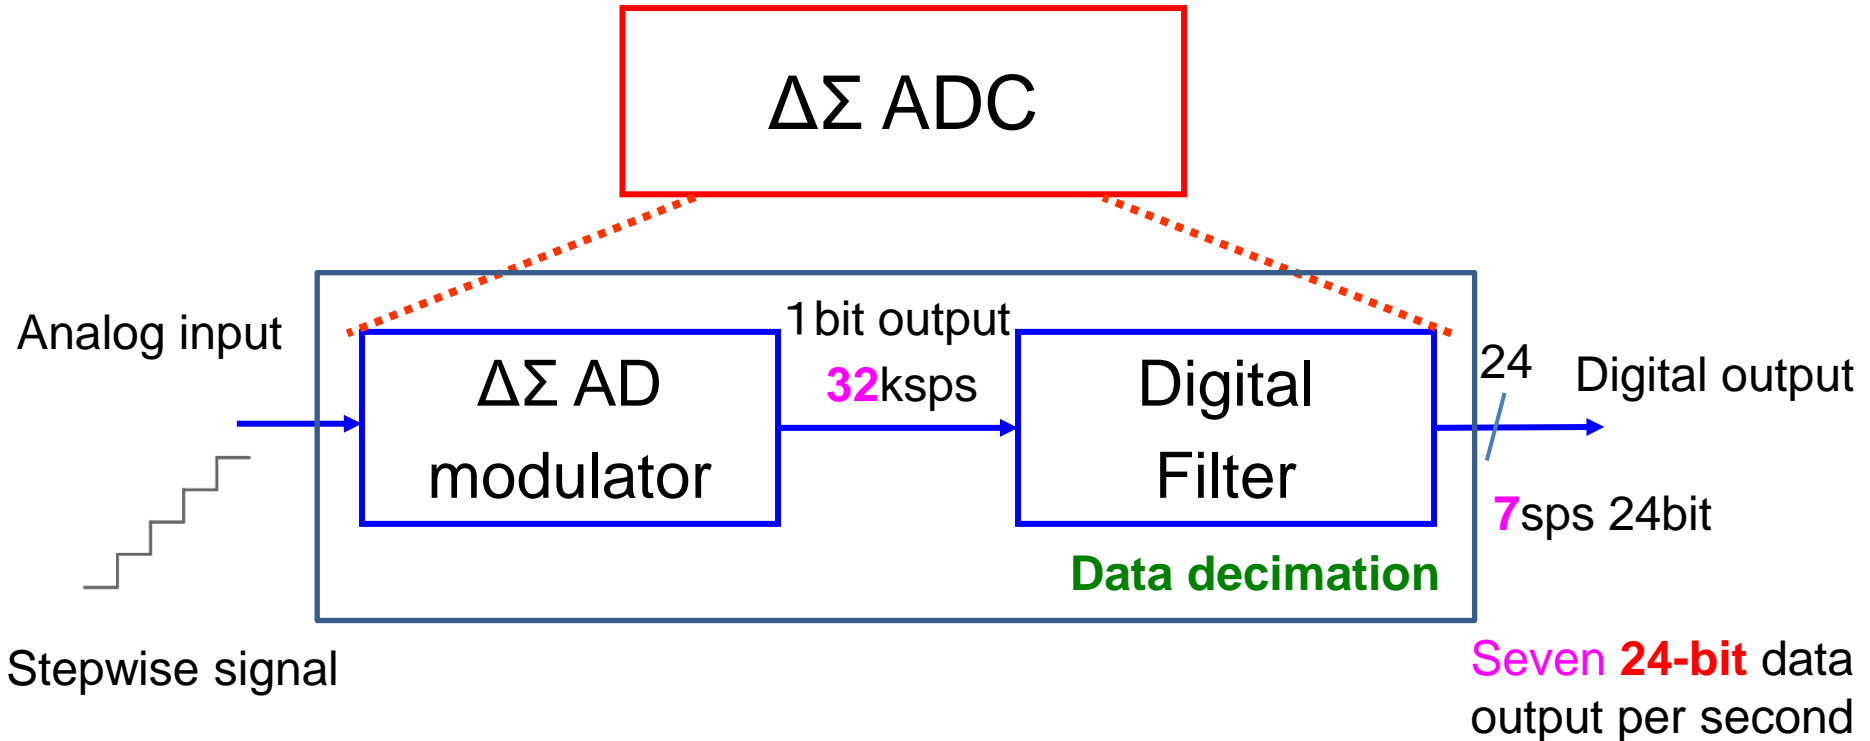 ΔΣ ADC
Analog input
1bit output
32ksps
ΔΣ AD
modulator
Digital
Filter
24
Digital output
7sps 24bit
Data decimation
Stepwise signal
Seven 24-bit data
output per second